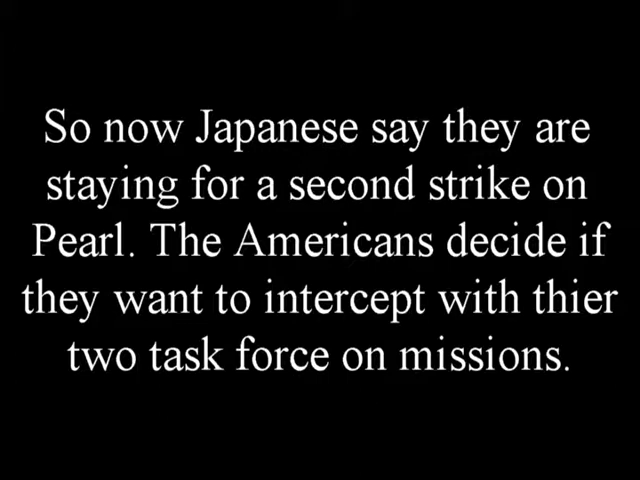 So now Japanese say they are
staying for a second strike on
Pearl. The Americans decide if
they want to intercept with thier
two task force on missions.